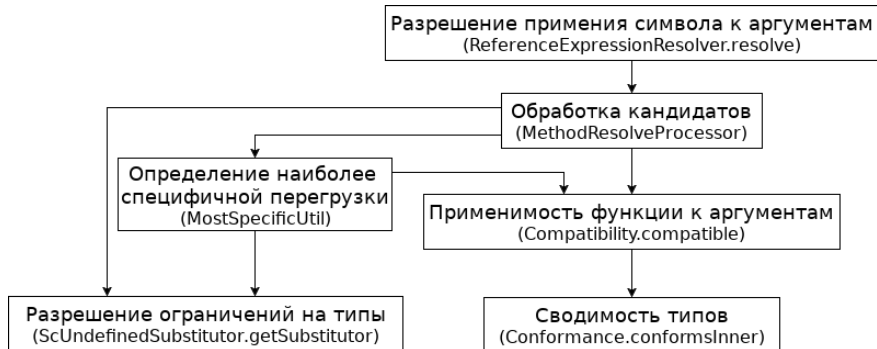 Разрешение примения символа к аргументам
(ReferenceExpressionResolver.resolve)
Обработка кандидатов
(MethodResolveProcessor)
Определение наиболее
специфичной перегрузки
(MostSpecificUtil)
Применимость функции к аргументам
(Compatibility.compatible)
Разрешение ограничений на типы
(ScUndefinedSubstitutor.getSubstitutor)
Сводимость типов
(Conformance.conformsInner)